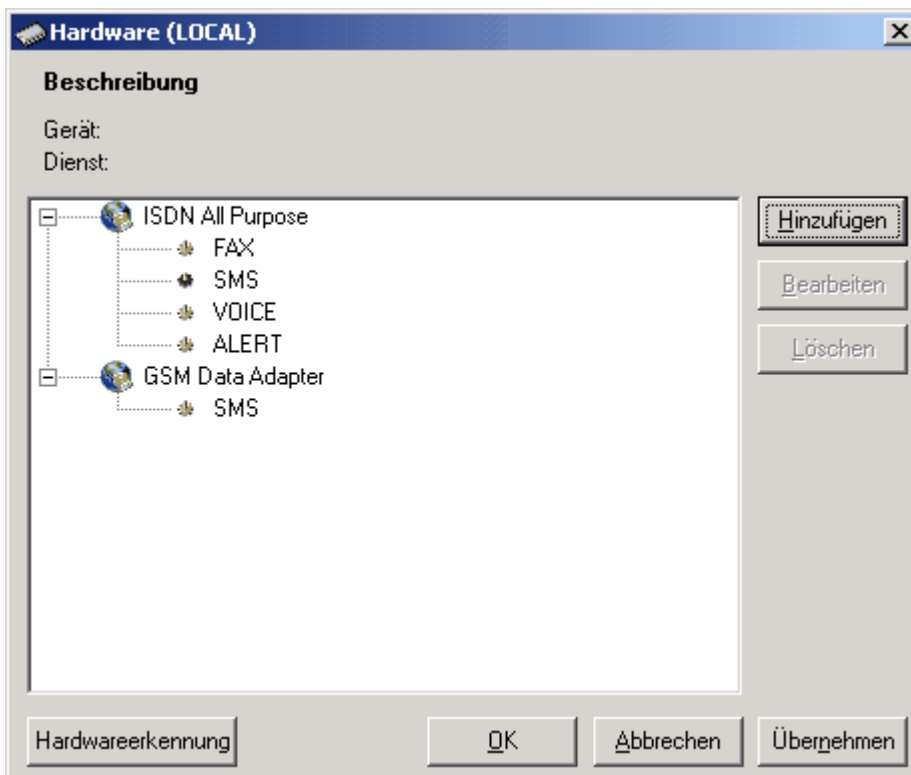 Hardware (LOCAL)
Beschreibung
Gerät:
Dienst:
ISDN All Purpose
FAX
SMS
VOICE
ALERT
GSM Data Adapter
SMS
Hinzufügen
Bearbeiten
Löschen
Hardwareerkennung
OK
Abbrechen
Übernehmen